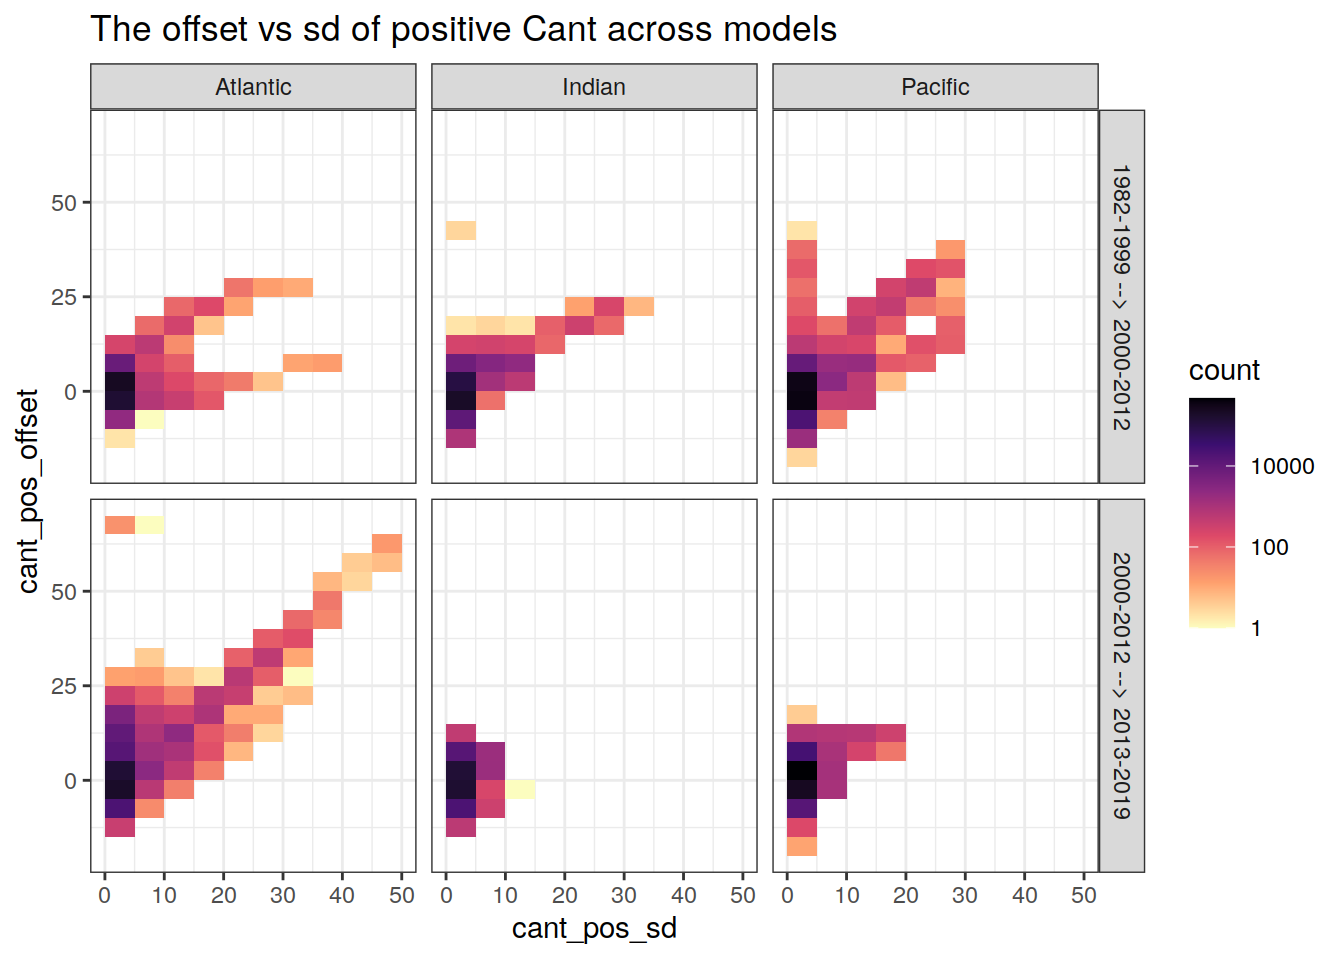 The offset vs sd of positive Cant across models
Atlantic
Indian
Pacific
50
25
0
1982-1999 --> 2000-2012
50
25
0
2000-2012 --> 2013-2019
cant_pos_offset
0 10 20 30 40 50
0 10 20 30 40 50
0 10 20 30 40 50
cant_pos_sd
count
10000
100
1